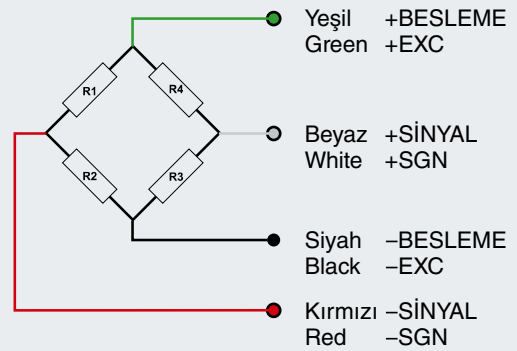 Yeşil +BESLEME
Green +EXC
R1
R4
Beyaz +SİNYAL
White +SGN
R2
R3
Siyah –BESLEME
Black –EXC
Kırmızı –SİNYAL
Red –SGN